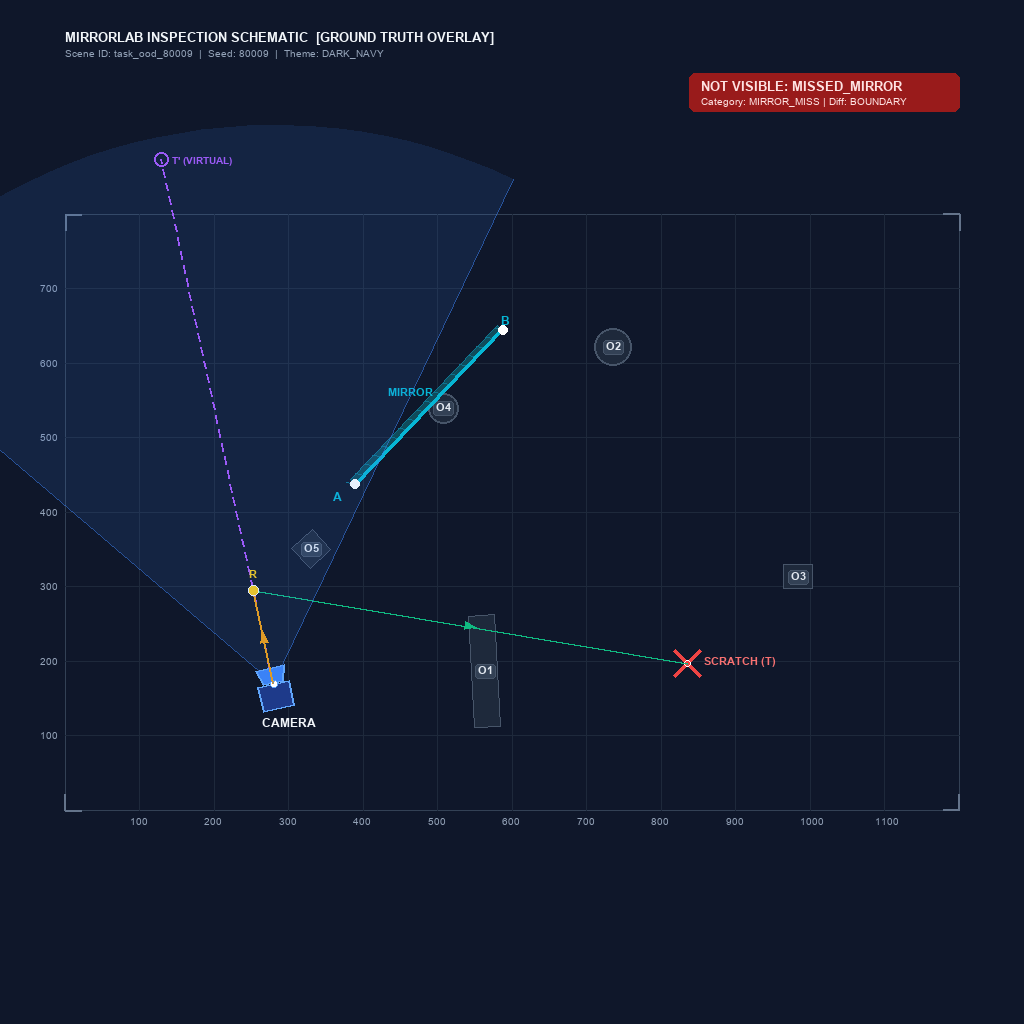 MIRRORLAB INSPECTION SCHEMATIC [GROUND TRUTH OVERLAY]
Scene ID: task_ood_80009 | Seed: 80009 | Theme: DARK_NAVY
NOT VISIBLE: MISSED_MIRROR
Category: MIRROR_MISS | Diff: BOUNDARY
T' (VIRTUAL)
700
B
O2
600
MIRROR
O4
500
A
400
O5
R
300
O3
200
O1
SCRATCH (T)
CAMERA
100
100 200 300 400 500 600 700 800 900 1000 1100